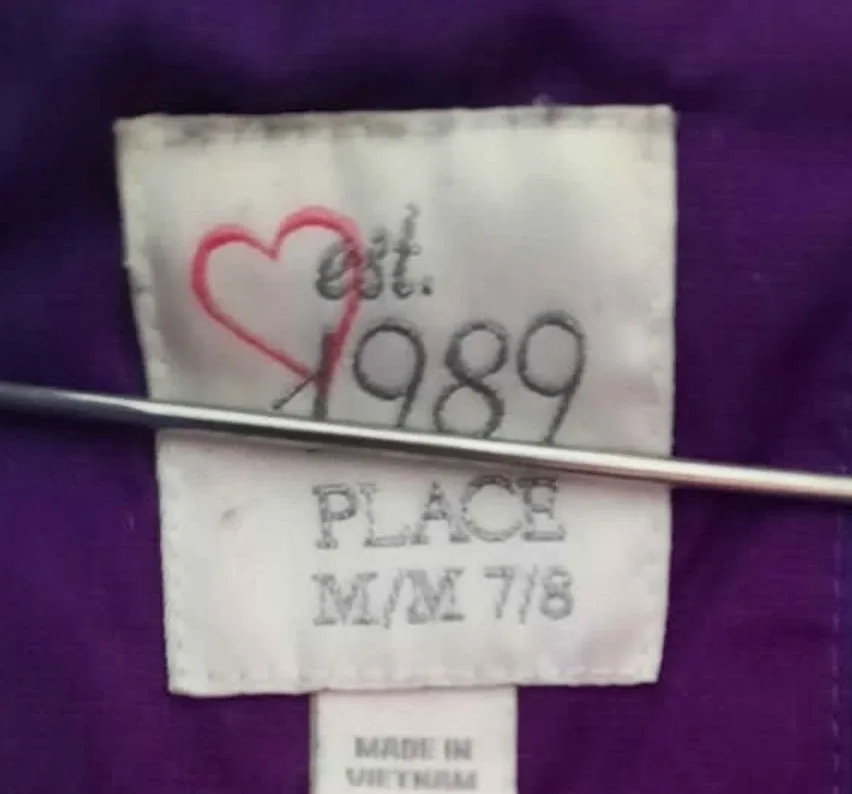 est.
1989
PLACE
M/M 7/8
MADE IN
VIETNAM